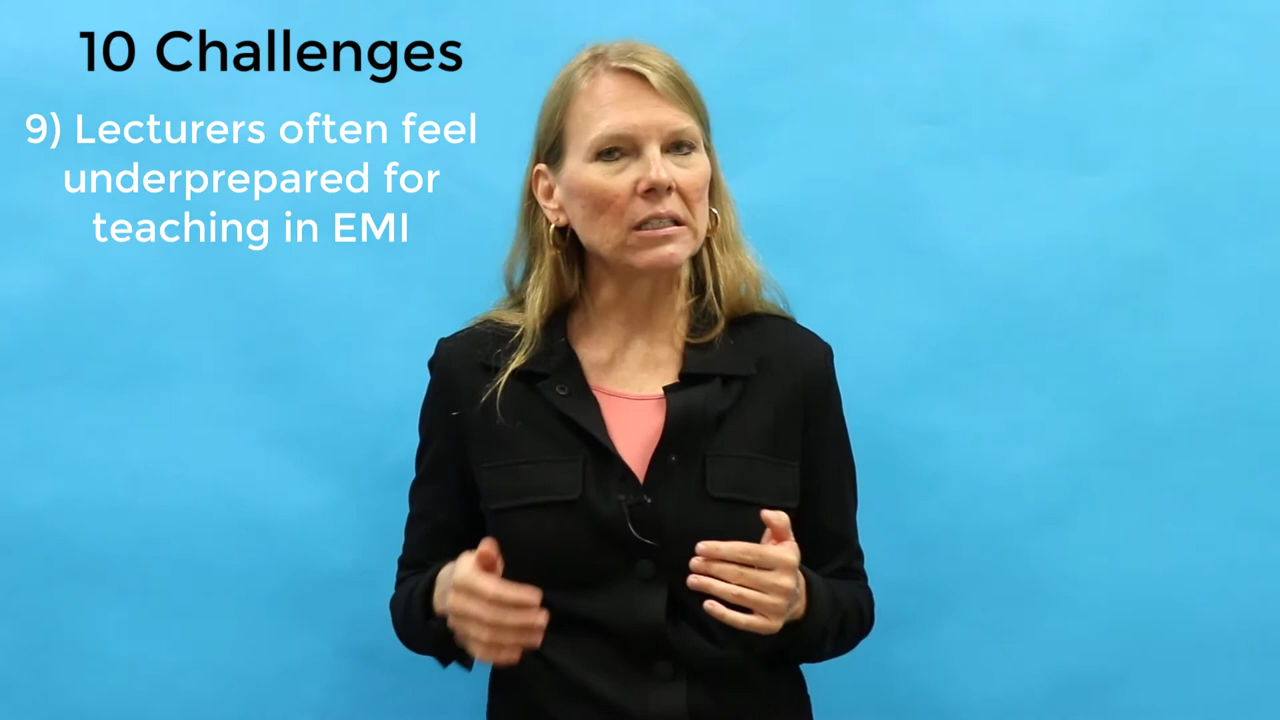 10 Challenges
9) Lecturers often feel
underprepared for
teaching in EMI